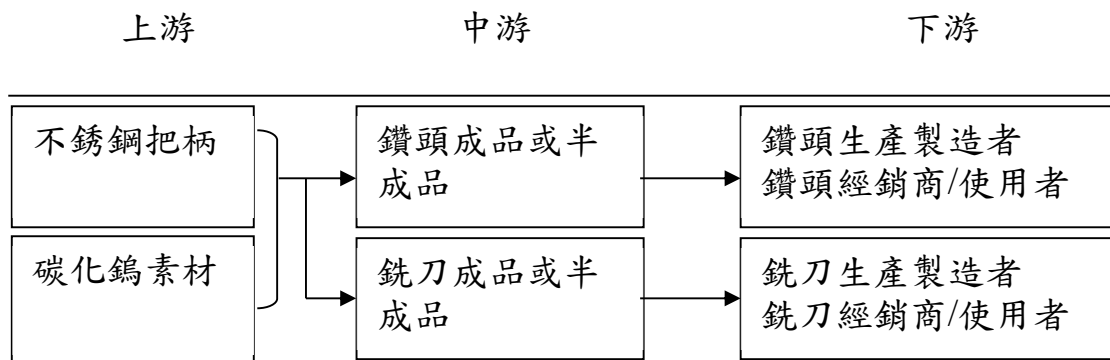 上游
中游
下游
不銹鋼把柄
鑽頭成品或半
成品
鑽頭生產製造者
鑽頭經銷商/使用者
碳化鎢素材
銑刀成品或半
成品
銑刀生產製造者
銑刀經銷商/使用者